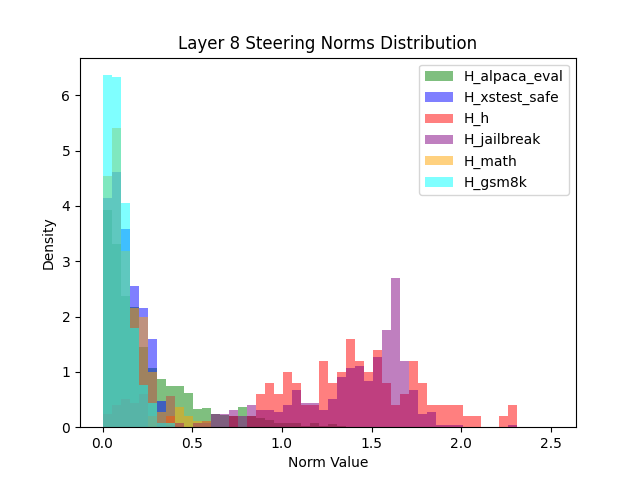 Layer 8 Steering Norms Distribution
H_alpaca_eval
H_xstest_safe
H_h
H_jailbreak
H_math
H_gsm8k
Density
6
5
4
3
2
1
0
0.0 0.5 1.0 1.5 2.0 2.5
Norm Value